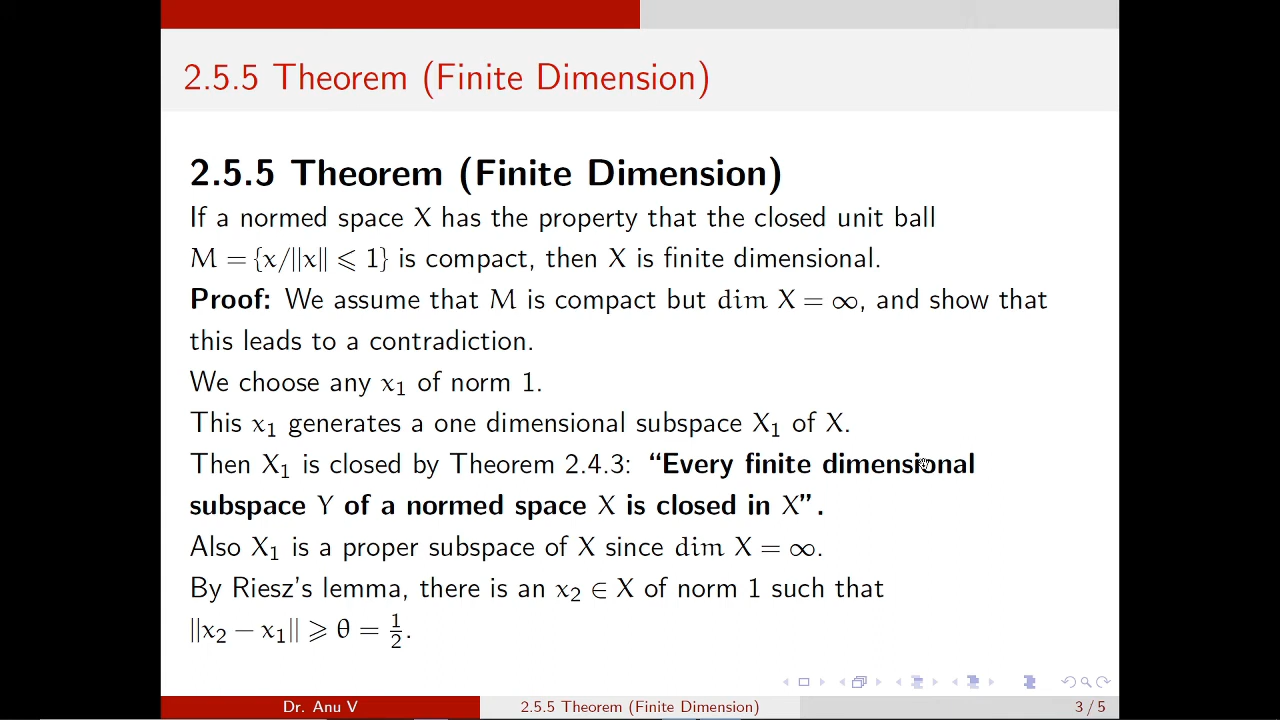 2.5.5 Theorem (Finite Dimension)
2.5.5 Theorem (Finite Dimension)
If a normed space X has the property that the closed unit ball
M = {x/||x|| ⩽ 1} is compact, then X is finite dimensional.
Proof: We assume that M is compact but dim X = ∞, and show that
this leads to a contradiction.
We choose any x₁ of norm 1.
This x₁ generates a one dimensional subspace X₁ of X.
Then X₁ is closed by Theorem 2.4.3: “Every finite dimensional
subspace Y of a normed space X is closed in X”.
Also X₁ is a proper subspace of X since dim X = ∞.
By Riesz's lemma, there is an x₂ ∈ X of norm 1 such that
||x₂ − x₁|| ⩾ θ = 1/2.
Dr. Anu V 2.5.5 Theorem (Finite Dimension) 3 / 5